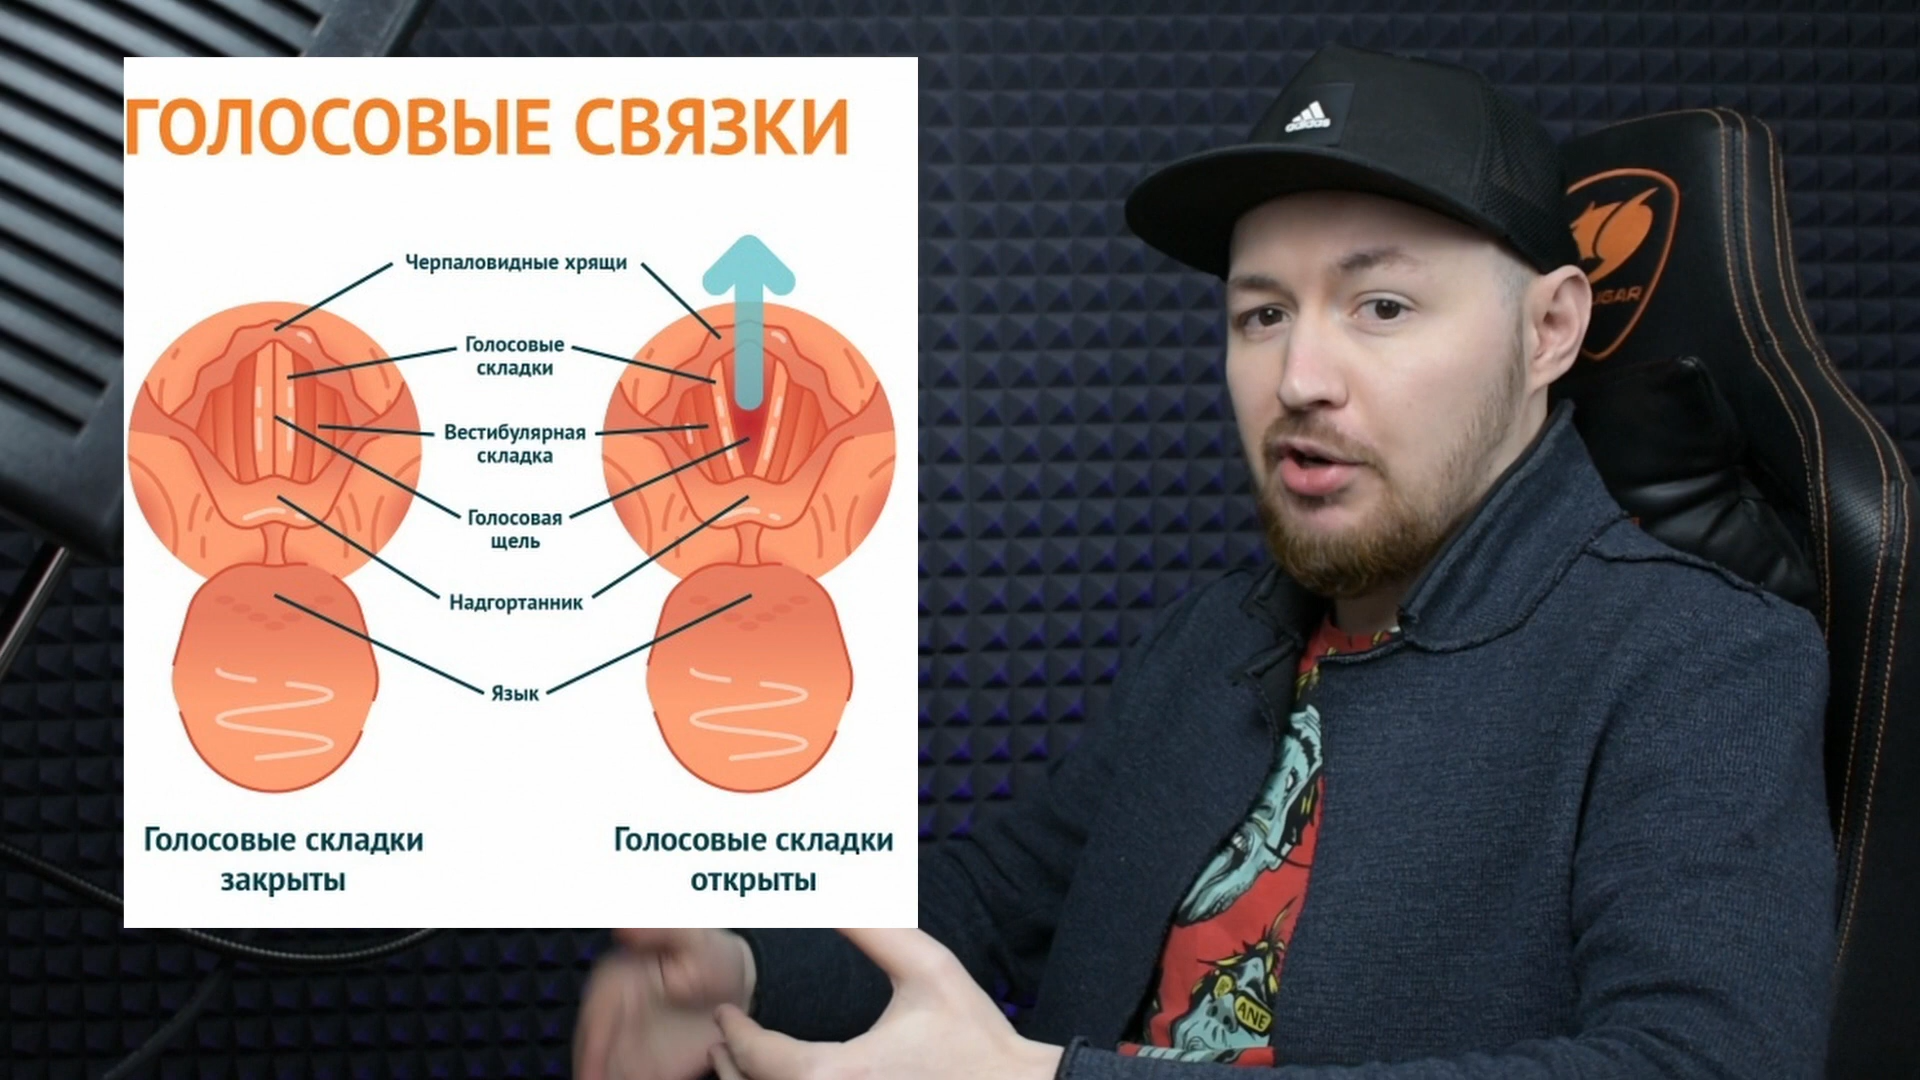 ГОЛОСОВЫЕ СВЯЗКИ
Черпаловидные хрящи
Голосовые
складки
Вестибулярная
складка
Голосовая
щель
Надгортанник
Язык
Голосовые складки
закрыты
Голосовые складки
открыты
adidas
ANE